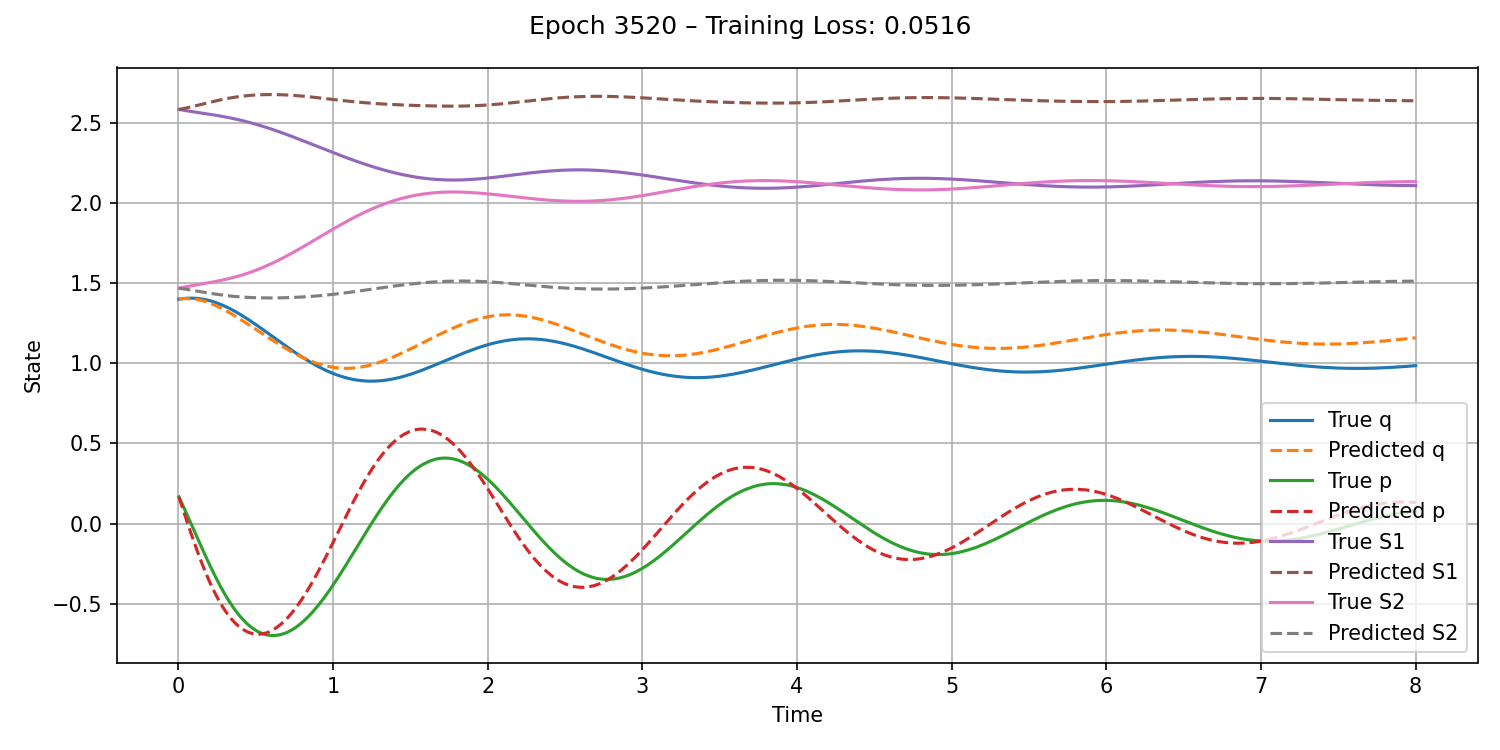 Epoch 3520 – Training Loss: 0.0516
State
2.5
2.0
1.5
1.0
0.5
0.0
−0.5
True q
Predicted q
True p
Predicted p
True S1
Predicted S1
True S2
Predicted S2
0 1 2 3 4 5 6 7 8
Time